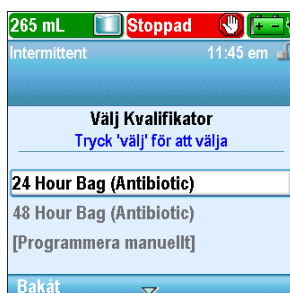 265 mL Stoppad
Intermittent 11:45 em
Välj Kvalifikator
Tryck 'välj' för att välja
24 Hour Bag (Antibiotic)
48 Hour Bag (Antibiotic)
[Programmera manuellt]
Bakåt